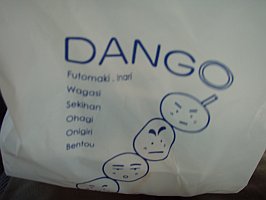 DANGO
Futomaki , Inari
Wagasi
Sekihan
Ohagi
Onigiri
Bentou